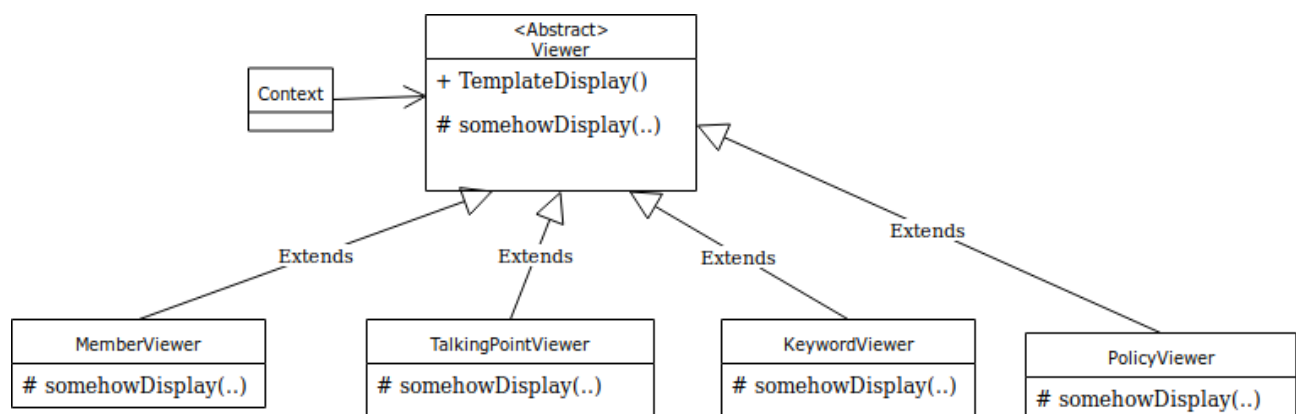 <Abstract>
Viewer
+ TemplateDisplay()
Context
# somehowDisplay(..)
Extends
Extends
Extends
Extends
MemberViewer
# somehowDisplay(..)
TalkingPointViewer
# somehowDisplay(..)
KeywordViewer
# somehowDisplay(..)
PolicyViewer
# somehowDisplay(..)